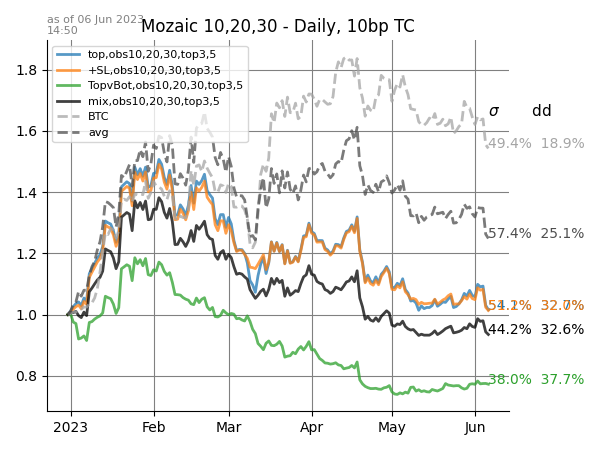 as of 06 Jun 2023
14:50
Mozaic 10,20,30 - Daily, 10bp TC
top,obs10,20,30,top3,5
+SL,obs10,20,30,top3,5
TopvBot,obs10,20,30,top3,5
mix,obs10,20,30,top3,5
BTC
avg
σ dd
49.4% 18.9%
57.4% 25.1%
44.2% 32.6%
38.0% 37.7%
1.8
1.6
1.4
1.2
1.0
0.8
2023 Feb Mar Apr May Jun